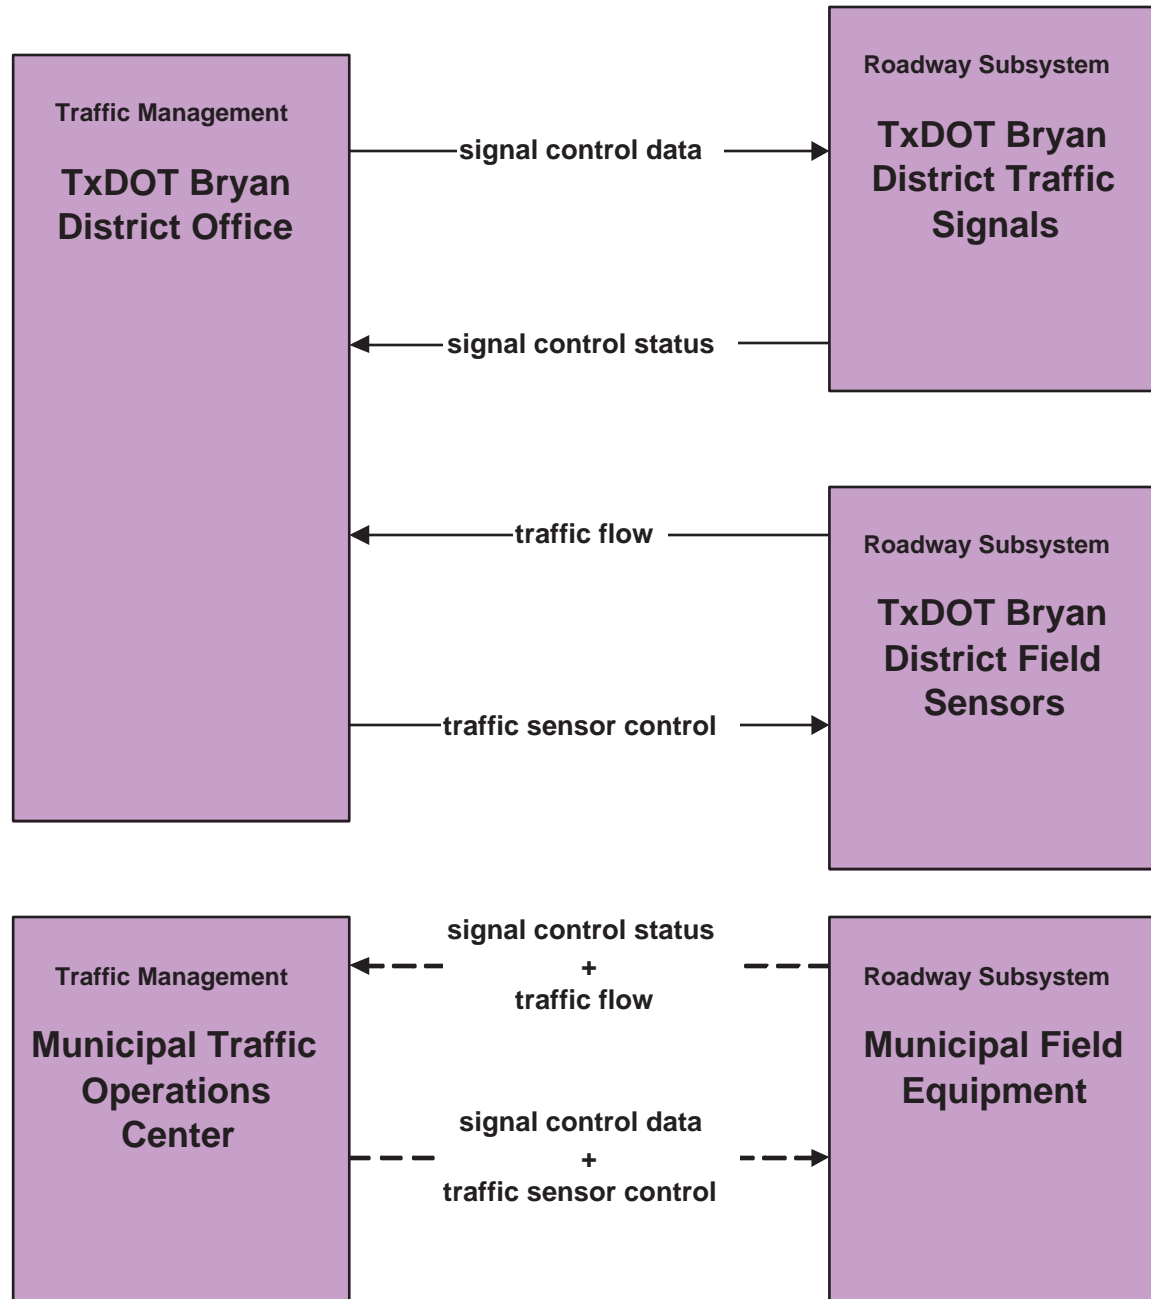 Traffic Management
TxDOT Bryan
District Office
signal control data
signal control status
traffic flow
traffic sensor control
Roadway Subsystem
TxDOT Bryan
District Traffic
Signals
Roadway Subsystem
TxDOT Bryan
District Field
Sensors
Traffic Management
Municipal Traffic
Operations
Center
signal control status
+
traffic flow
signal control data
+
traffic sensor control
Roadway Subsystem
Municipal Field
Equipment